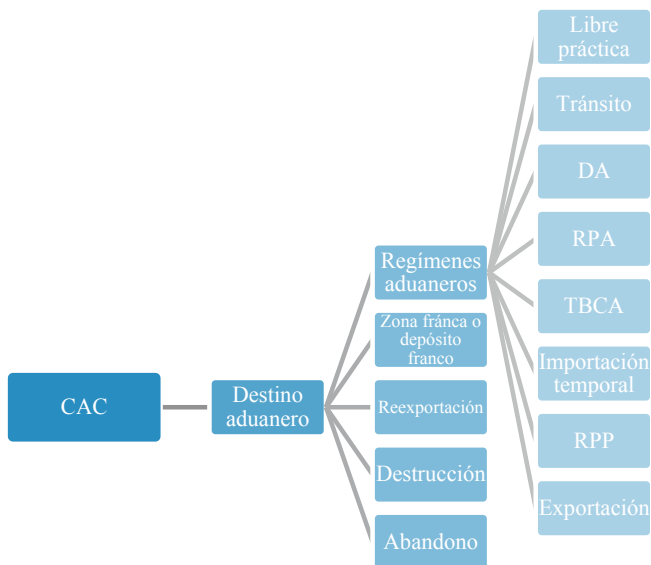 CAC
Destino
aduanero
Regímenes
aduaneros
Zona fránca o
depósito
franco
Reexportación
Destrucción
Abandono
Libre
práctica
Tránsito
DA
RPA
TBCA
Importación
temporal
RPP
Exportación